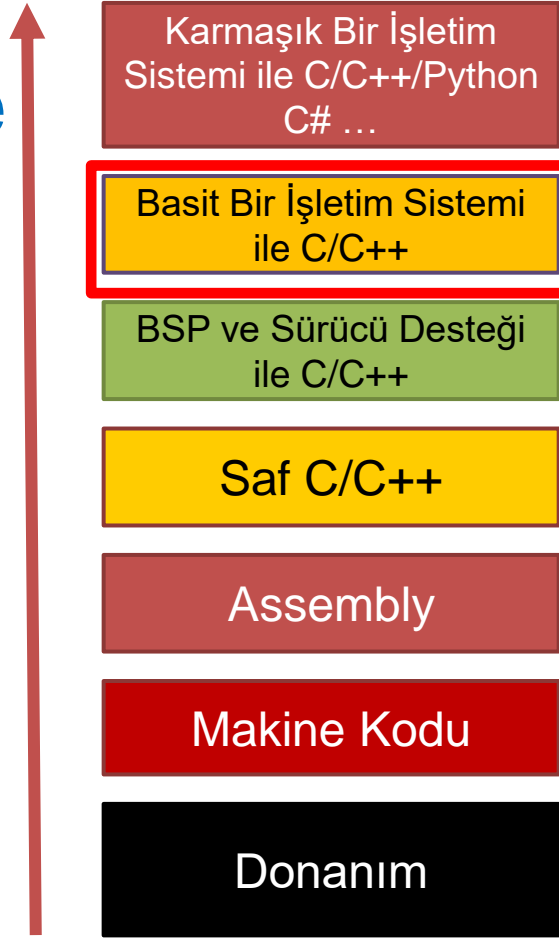 e
Karmaşık Bir İşletim
Sistemi ile C/C++/Python
C# …
Basit Bir İşletim Sistemi
ile C/C++
BSP ve Sürücü Desteği
ile C/C++
Saf C/C++
Assembly
Makine Kodu
Donanım